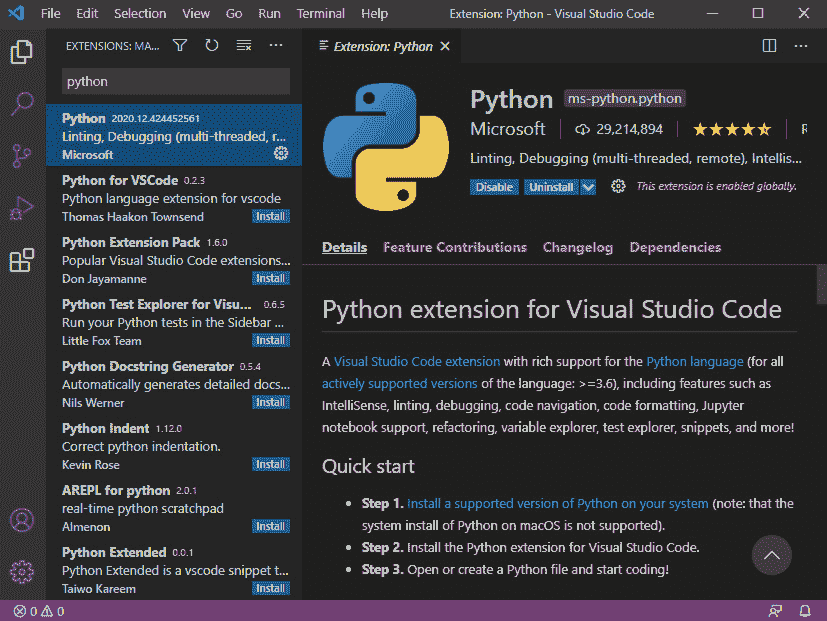 File Edit Selection View Go Run Terminal Help Extension: Python - Visual Studio Code
EXTENSIONS: MA...
python
Python 2020.12.424452561
Linting, Debugging (multi-threaded, r...
Microsoft
Python for VSCode 0.2.3
Python language extension for vscode
Thomas Haakon Townsend Install
Python Extension Pack 1.6.0
Popular Visual Studio Code extensions...
Don Jayamanne Install
Python Test Explorer for Visu... 0.6.5
Run your Python tests in the Sidebar ...
Little Fox Team Install
Python Docstring Generator 0.5.4
Automatically generates detailed docs...
Nils Werner Install
Python Indent 1.12.0
Correct python indentation.
Kevin Rose Install
AREPL for python 2.0.1
real-time python scratchpad
Almenon Install
Python Extended 0.0.1
Python Extended is a vscode snippet t...
Taiwo Kareem Install
Extension: Python
Python ms-python.python
Microsoft 29,214,894 R
Linting, Debugging (multi-threaded, remote), Intellis...
Disable Uninstall This extension is enabled globally.
Details Feature Contributions Changelog Dependencies
Python extension for Visual Studio Code
A Visual Studio Code extension with rich support for the Python language (for all
actively supported versions of the language: >=3.6), including features such as
IntelliSense, linting, debugging, code navigation, code formatting, Jupyter
notebook support, refactoring, variable explorer, test explorer, snippets, and more!
Quick start
• Step 1. Install a supported version of Python on your system (note: that the
system install of Python on macOS is not supported).
• Step 2. Install the Python extension for Visual Studio Code.
• Step 3. Open or create a Python file and start coding!
0 0